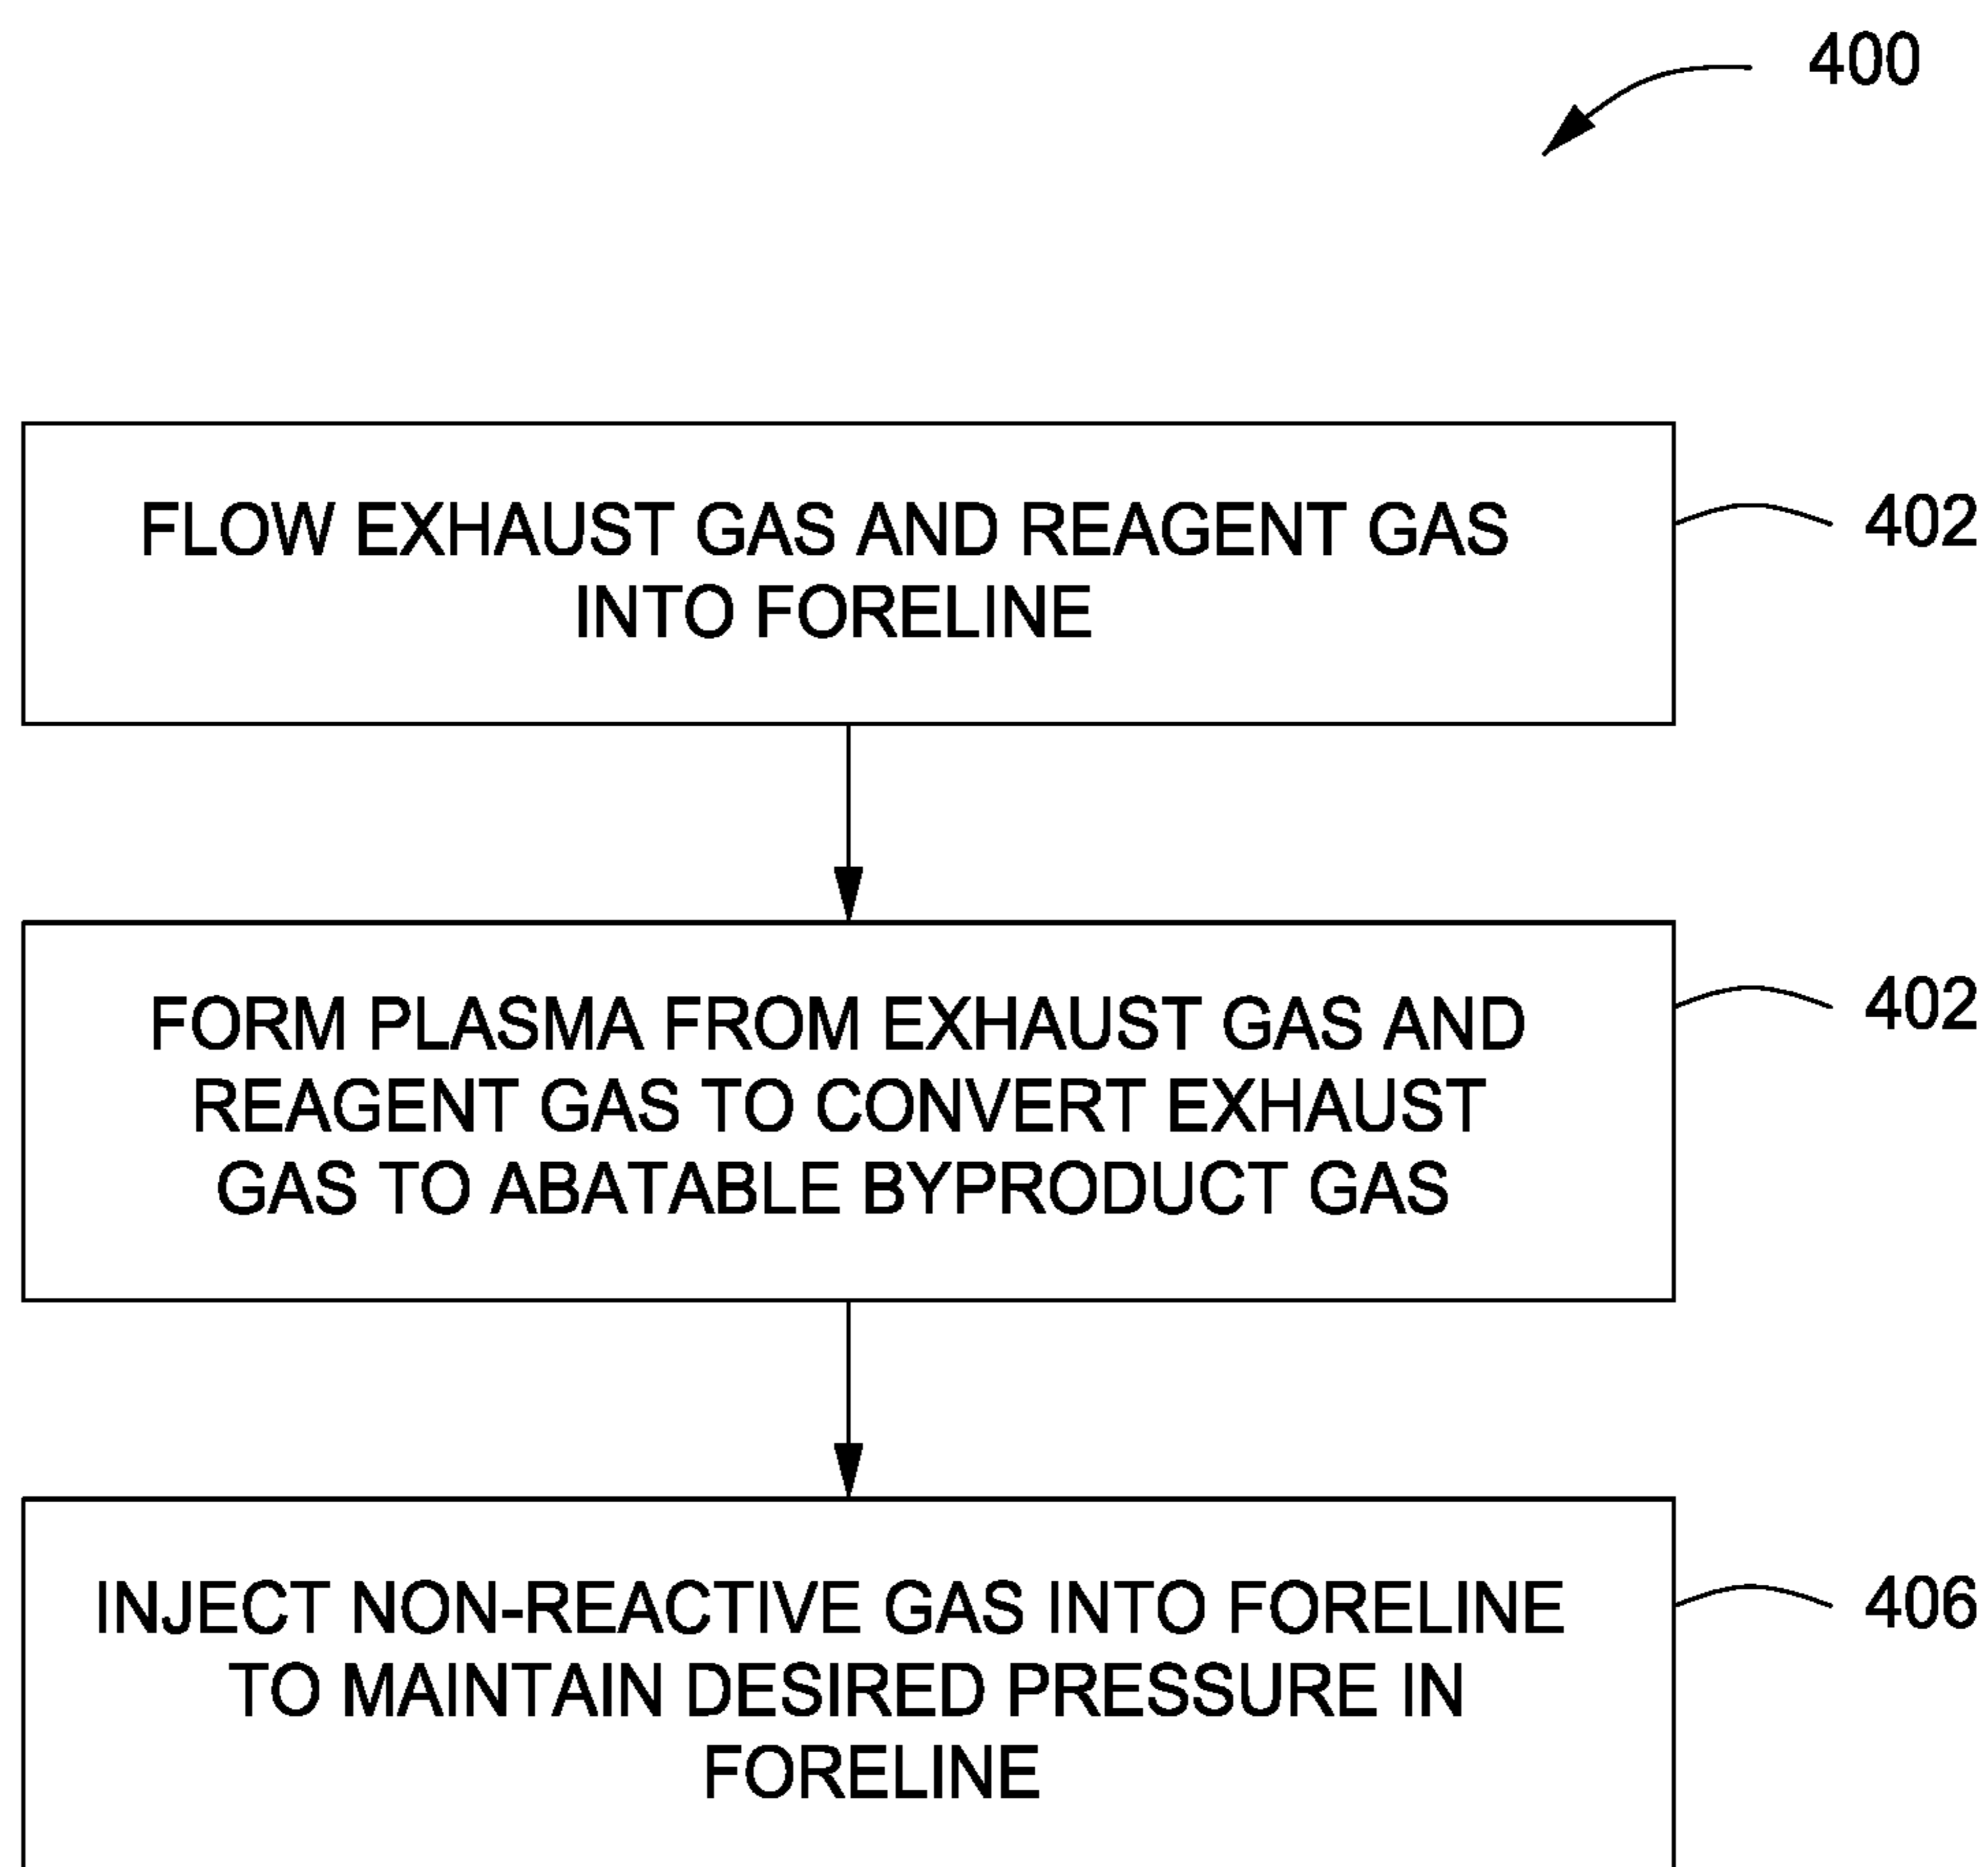 400
FLOW EXHAUST GAS AND REAGENT GAS
INTO FORELINE
402
FORM PLASMA FROM EXHAUST GAS AND
REAGENT GAS TO CONVERT EXHAUST
GAS TO ABATABLE BYPRODUCT GAS
402
INJECT NON-REACTIVE GAS INTO FORELINE
TO MAINTAIN DESIRED PRESSURE IN
FORELINE
406